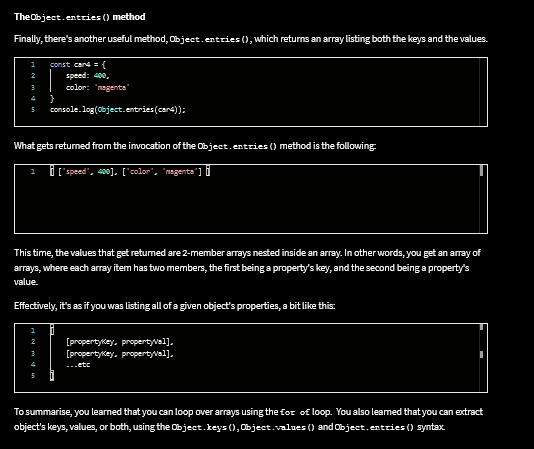 The Object.entries() method
Finally, there's another useful method, Object.entries(), which returns an array listing both the keys and the values.
1 const car4 = {
2 speed: 400,
3 color: 'magenta'
4 }
5 console.log(Object.entries(car4));
What gets returned from the invocation of the Object.entries() method is the following:
1 [ ['speed', 400], ['color', 'magenta'] ]
This time, the values that get returned are 2-member arrays nested inside an array. In other words, you get an array of
arrays, where each array item has two members, the first being a property's key, and the second being a property's
value.
Effectively, it's as if you was listing all of a given object's properties, a bit like this:
1 [
2 [propertyKey, propertyVal],
3 [propertyKey, propertyVal],
4 ...etc
5 ]
To summarise, you learned that you can loop over arrays using the for of loop. You also learned that you can extract
object's keys, values, or both, using the Object.keys(), Object.values() and Object.entries() syntax.